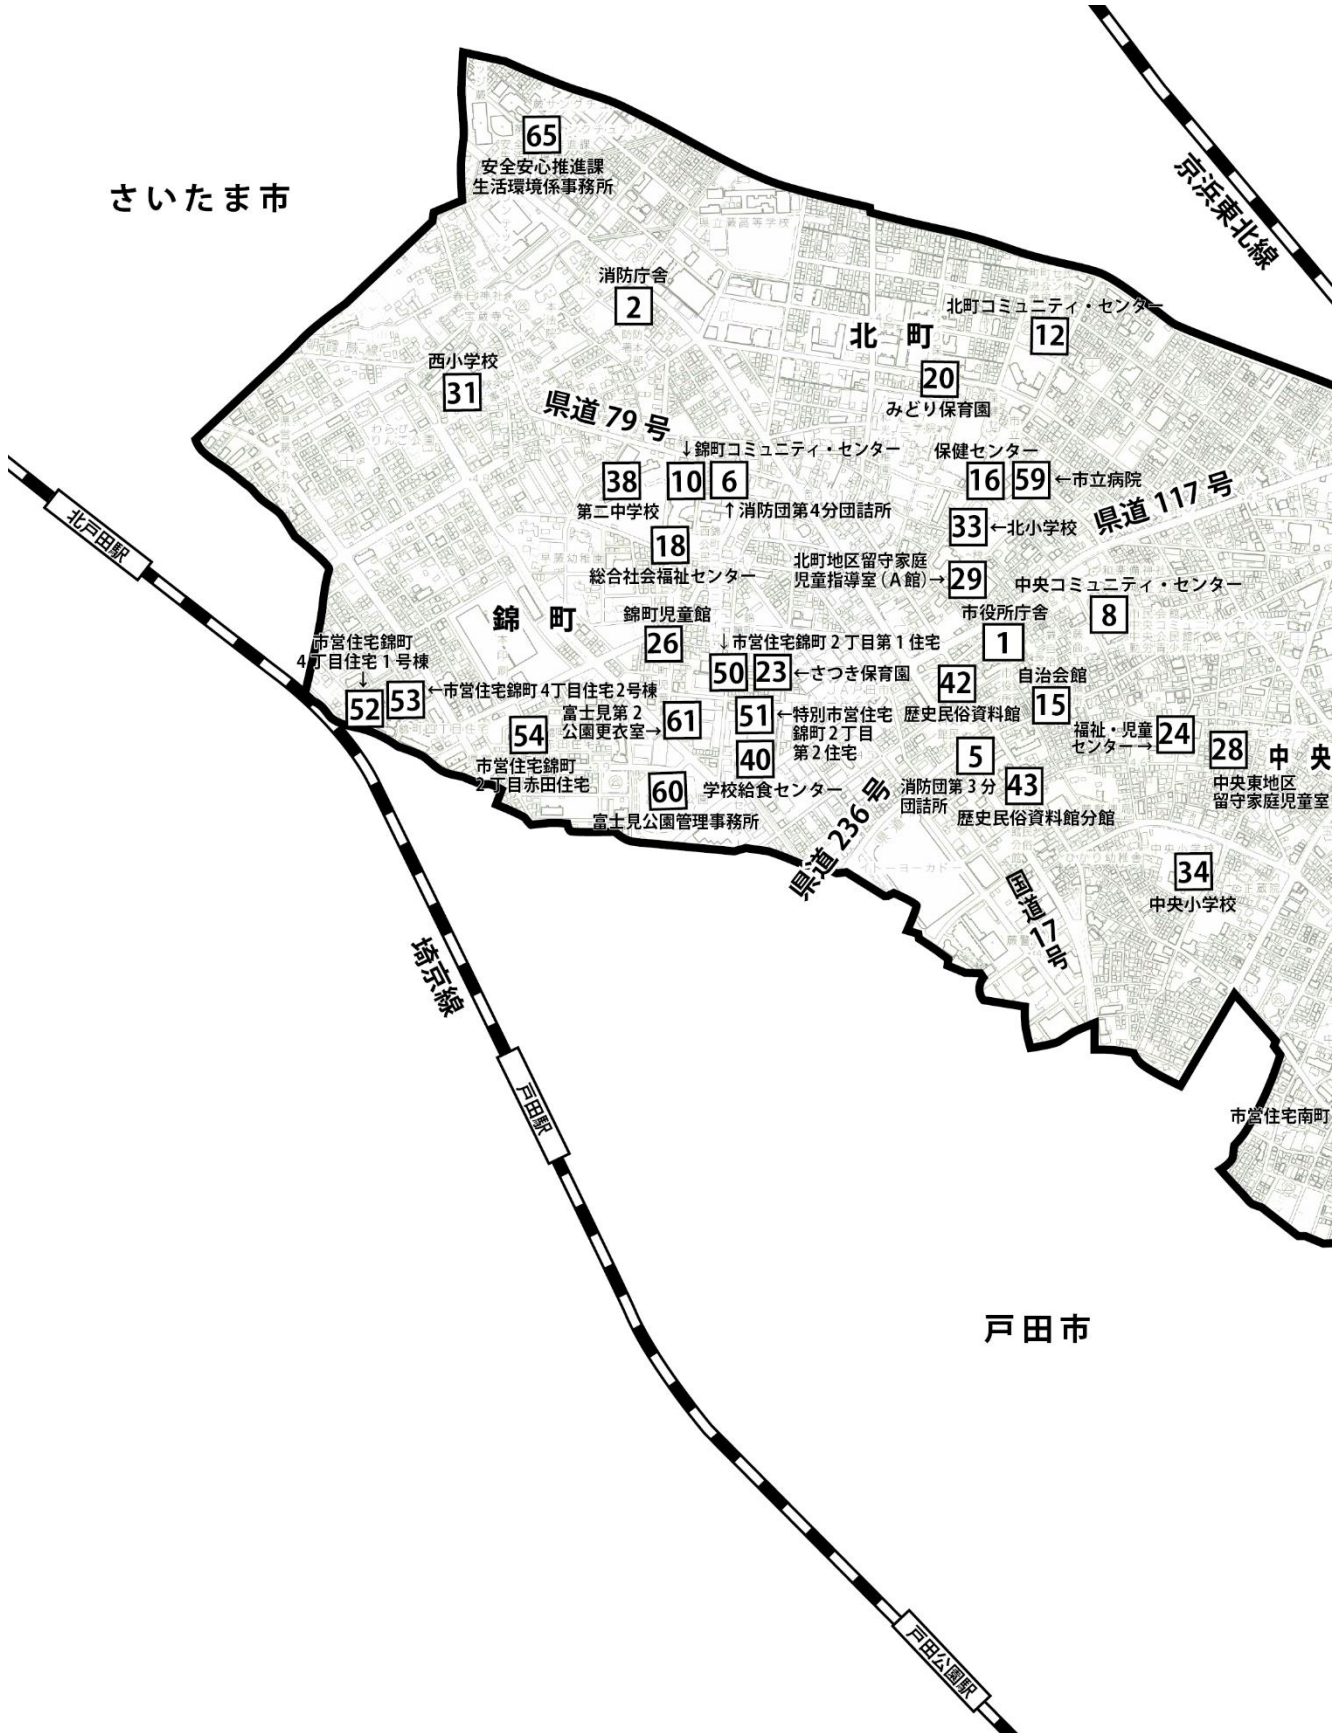 さいたま市
65
安全安心推進課
生活環境係事務所
京浜東北線
消防庁舎
2
北町コミュニティ・センター
12
北 町
20
みどり保育園
西小学校
31
県道 79 号
↓錦町コミュニティ・センター
38
第二中学校
10
6
↑消防団第4分団詰所
保健センター
16
59
←市立病院
県道 117 号
33
←北小学校
18
総合社会福祉センター
北町地区留守家庭
児童指導室(A館)→
29
中央コミュニティ・センター
8
北戸田駅
錦 町
錦町児童館
26
市役所庁舎
1
市営住宅錦町
4丁目住宅1号棟
↓
52
53
←市営住宅錦町4丁目住宅2号棟
↓市営住宅錦町2丁目第1住宅
50
23
←さつき保育園
42
歴史民俗資料館
自治会館
15
54
市営住宅錦町
2丁目赤田住宅
富士見第2
公園更衣室→
61
51
←特別市営住宅
錦町2丁目
第2住宅
福祉・児童
センター→
24
28
中央東地区
留守家庭児童室
中 央
40
学校給食センター
5
消防団第3分
団詰所
43
歴史民俗資料館分館
60
富士見公園管理事務所
県道 236 号
イトーヨーカドー
34
中央小学校
国道17号
埼京線
戸田駅
市営住宅南町
戸田市
戸田公園駅